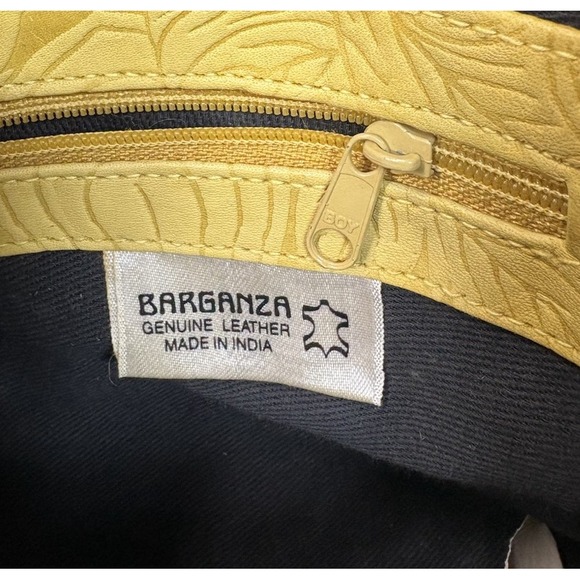 BOY
BARGANZA
GENUINE LEATHER
MADE IN INDIA